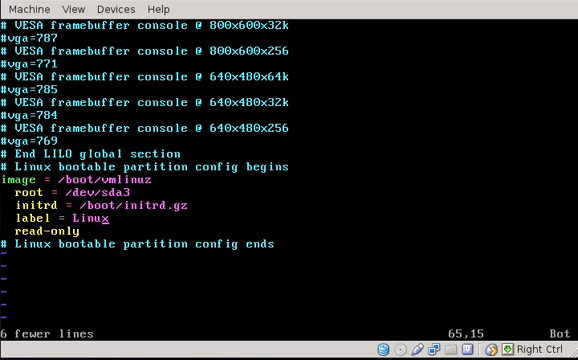 Machine View Devices Help
# VESA framebuffer console @ 800x600x32k
#vga=787
# VESA framebuffer console @ 800x600x256
#vga=771
# VESA framebuffer console @ 640x480x64k
#vga=785
# VESA framebuffer console @ 640x480x32k
#vga=784
# VESA framebuffer console @ 640x480x256
#vga=769
# End LILO global section
# Linux bootable partition config begins
image = /boot/vmlinuz
  root = /dev/sda3
  initrd = /boot/initrd.gz
  label = Linux
  read-only
# Linux bootable partition config ends
~
~
~
~
~
~
6 fewer lines 65,15 Bot
Right Ctrl